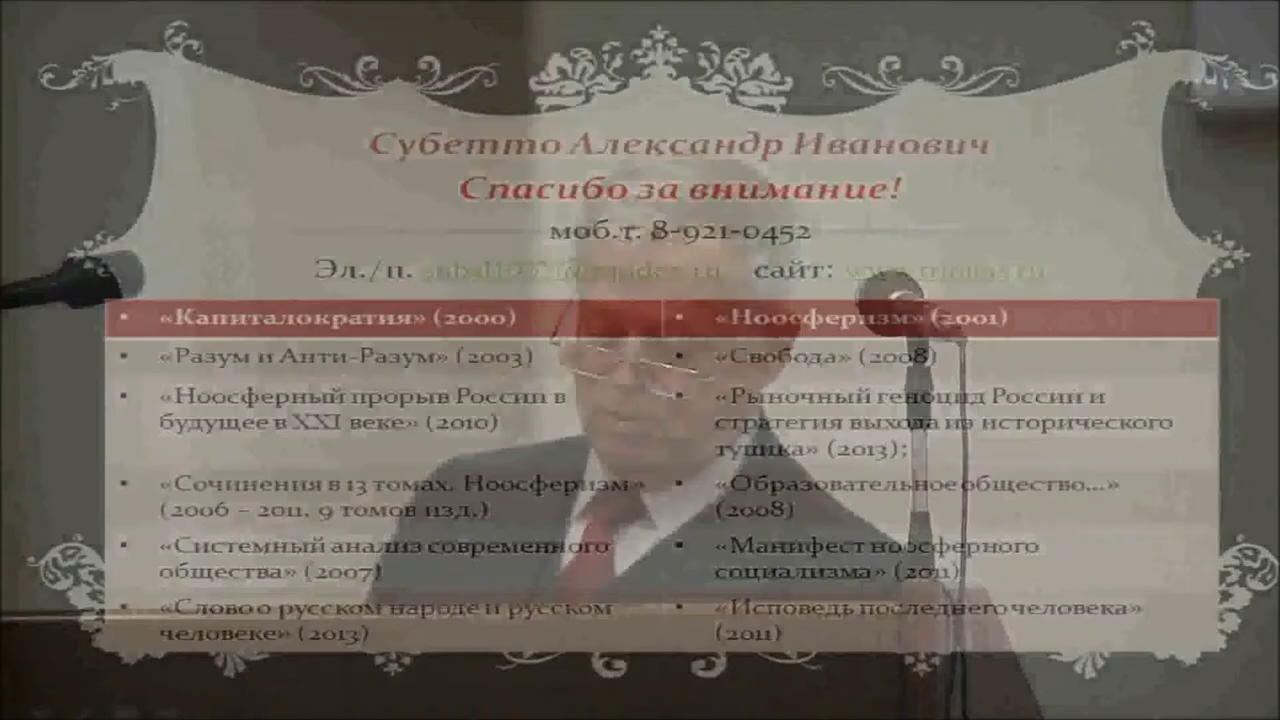 Субетто Александр Иванович
Спасибо за внимание!
моб.т. 8-921-0452
Эл./п. сайт:
• «Капиталократия» (2000) • «Ноосферизм» (2001)
• «Разум и Анти-Разум» (2003) • «Свобода» (2008)
• «Ноосферный прорыв России в
будущее в XXI веке» (2010)
• «Рыночный геноцид России и
стратегия выхода из исторического
тупика» (2013);
• «Сочинения в 13 томах. Ноосферизм»
(2006 – 2011. 9 томов изд.)
• «Образовательное общество...»
(2008)
• «Системный анализ современного
общества» (2007)
• «Манифест ноосферного
социализма» (2011)
• «Слово о русском народе и русском
человеке» (2013)
• «Исповедь последнего человека»
(2011)